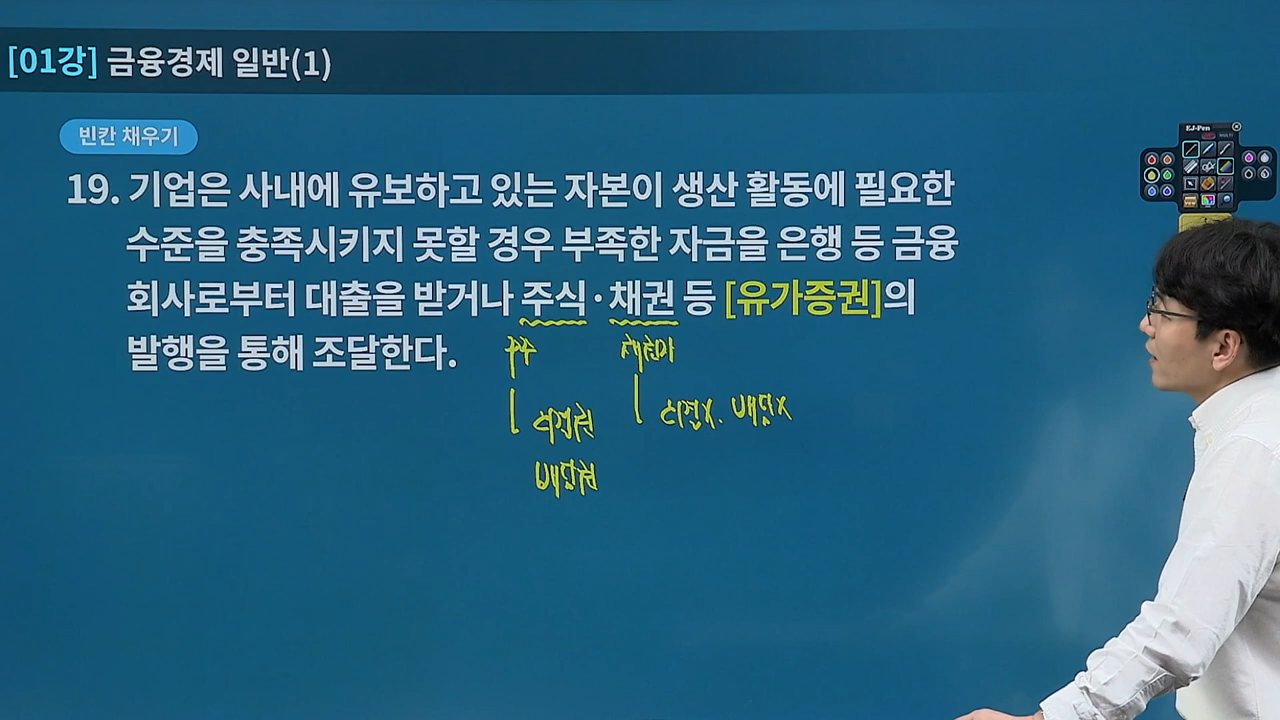 [01강] 금융경제 일반(1)
빈칸 채우기
19. 기업은 사내에 유보하고 있는 자본이 생산 활동에 필요한
수준을 충족시키지 못할 경우 부족한 자금을 은행 등 금융
회사로부터 대출을 받거나 주식·채권 등 [유가증권]의
발행을 통해 조달한다.
주주 채권자
의결권 의결X. 배당X
배당권
EJ-Pen